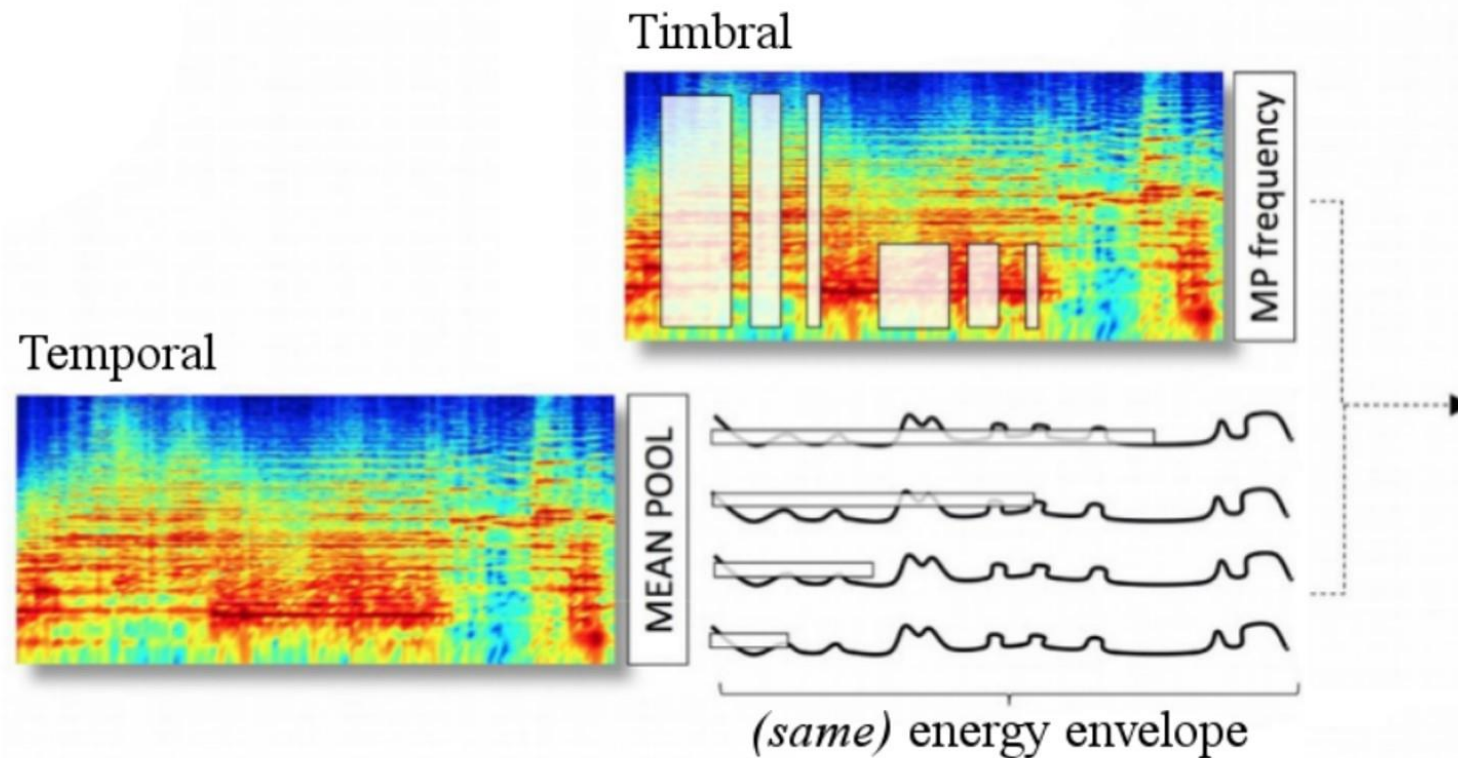 Timbral
MP frequency
Temporal
MEAN POOL
(same) energy envelope